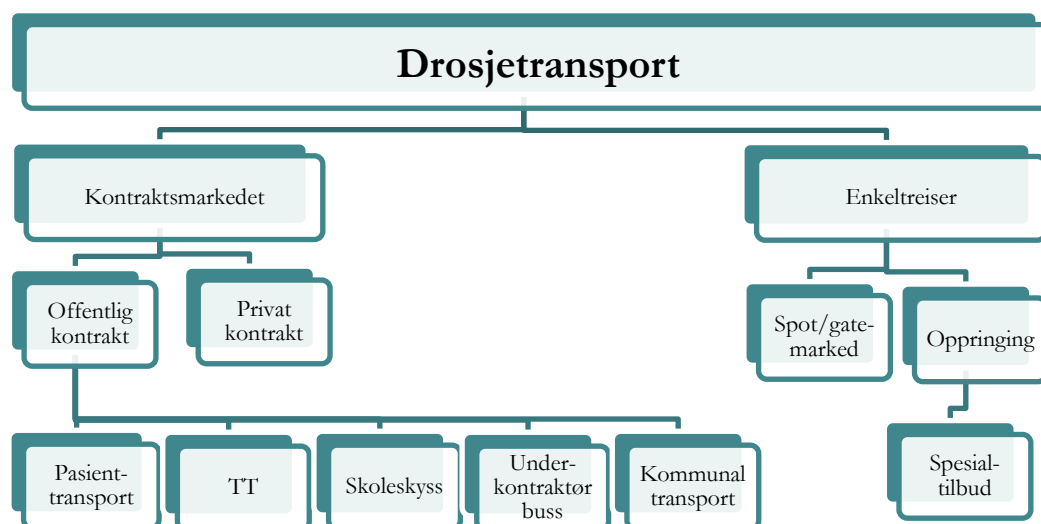 Drosjetransport
Kontraktsmarkedet
Enkeltreiser
Offentlig
kontrakt
Privat
kontrakt
Spot/gate-
marked
Oppringing
Pasient-
transport
TT
Skoleskyss
Under-
kontraktør
buss
Kommunal
transport
Spesial-
tilbud